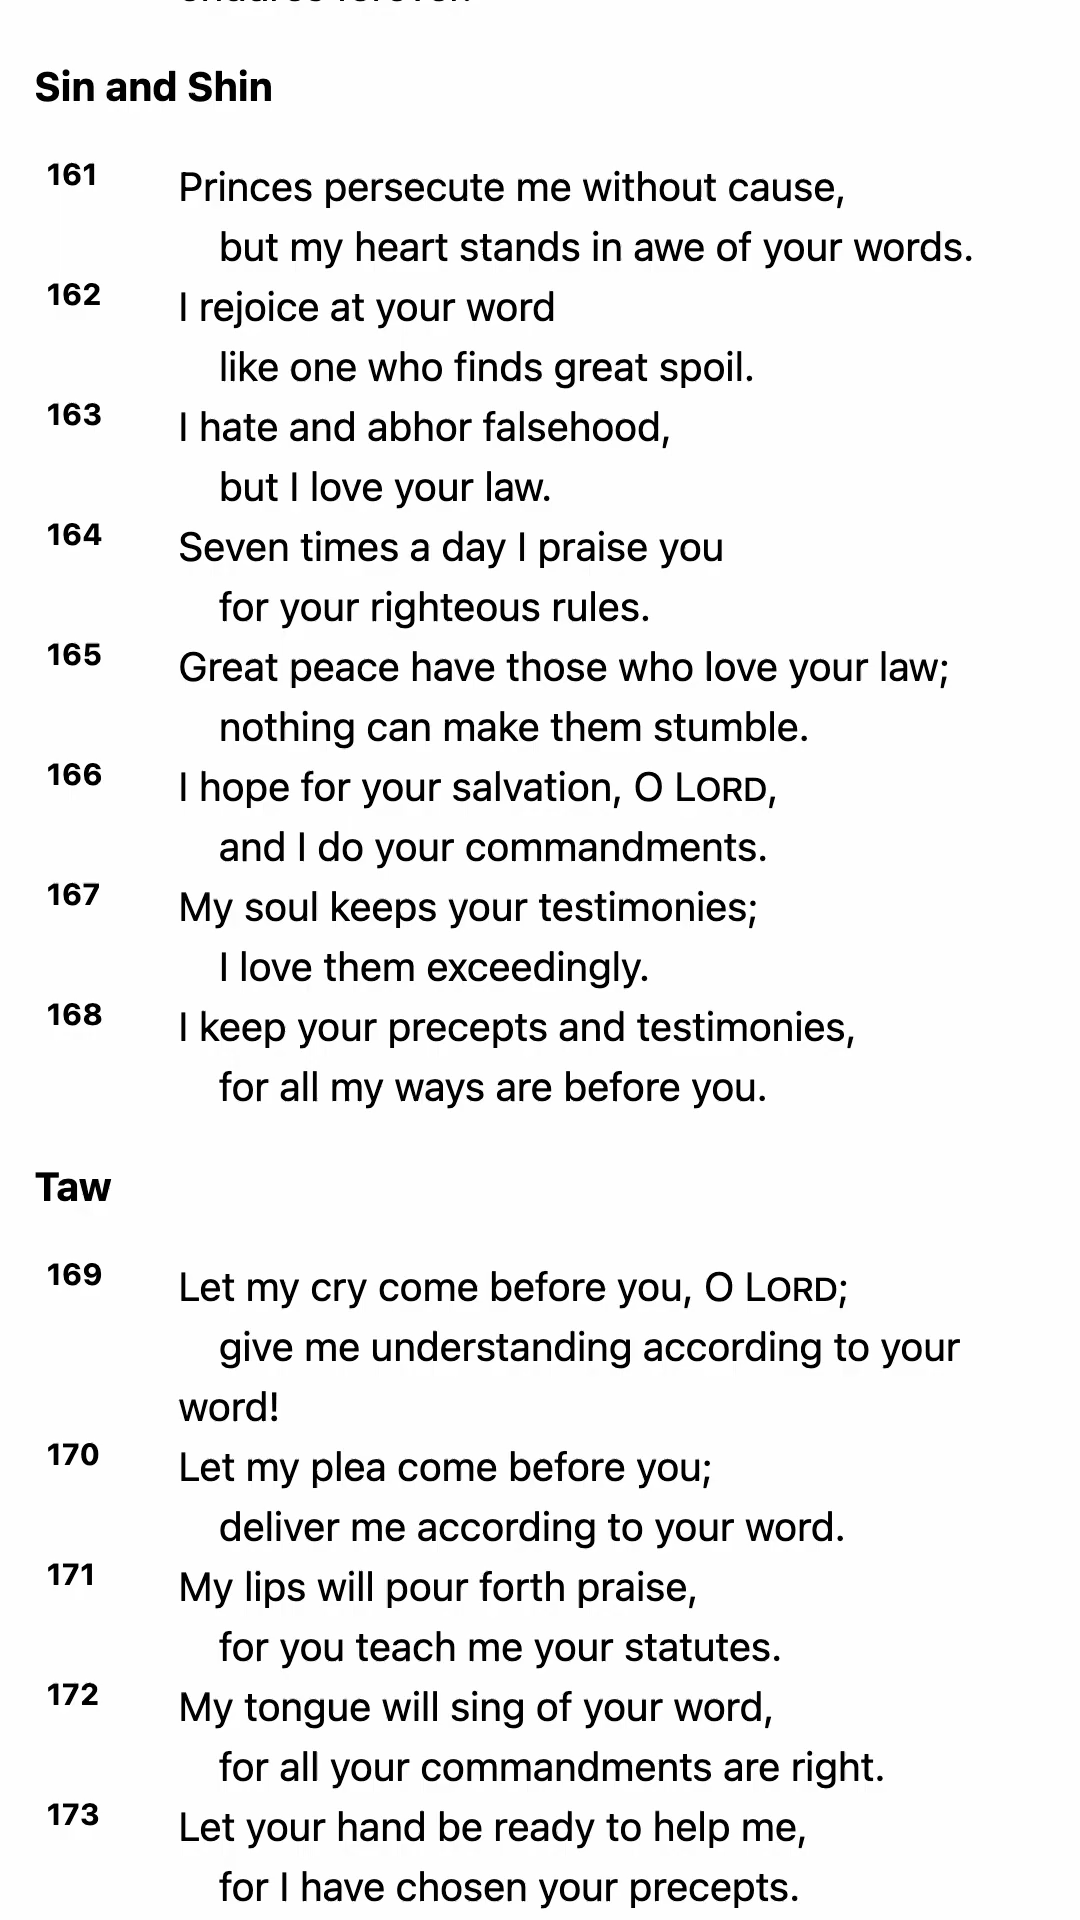 Sin and Shin
161 Princes persecute me without cause,
but my heart stands in awe of your words.
162 I rejoice at your word
like one who finds great spoil.
163 I hate and abhor falsehood,
but I love your law.
164 Seven times a day I praise you
for your righteous rules.
165 Great peace have those who love your law;
nothing can make them stumble.
166 I hope for your salvation, O LORD,
and I do your commandments.
167 My soul keeps your testimonies;
I love them exceedingly.
168 I keep your precepts and testimonies,
for all my ways are before you.
Taw
169 Let my cry come before you, O LORD;
give me understanding according to your
word!
170 Let my plea come before you;
deliver me according to your word.
171 My lips will pour forth praise,
for you teach me your statutes.
172 My tongue will sing of your word,
for all your commandments are right.
173 Let your hand be ready to help me,
for I have chosen your precepts.